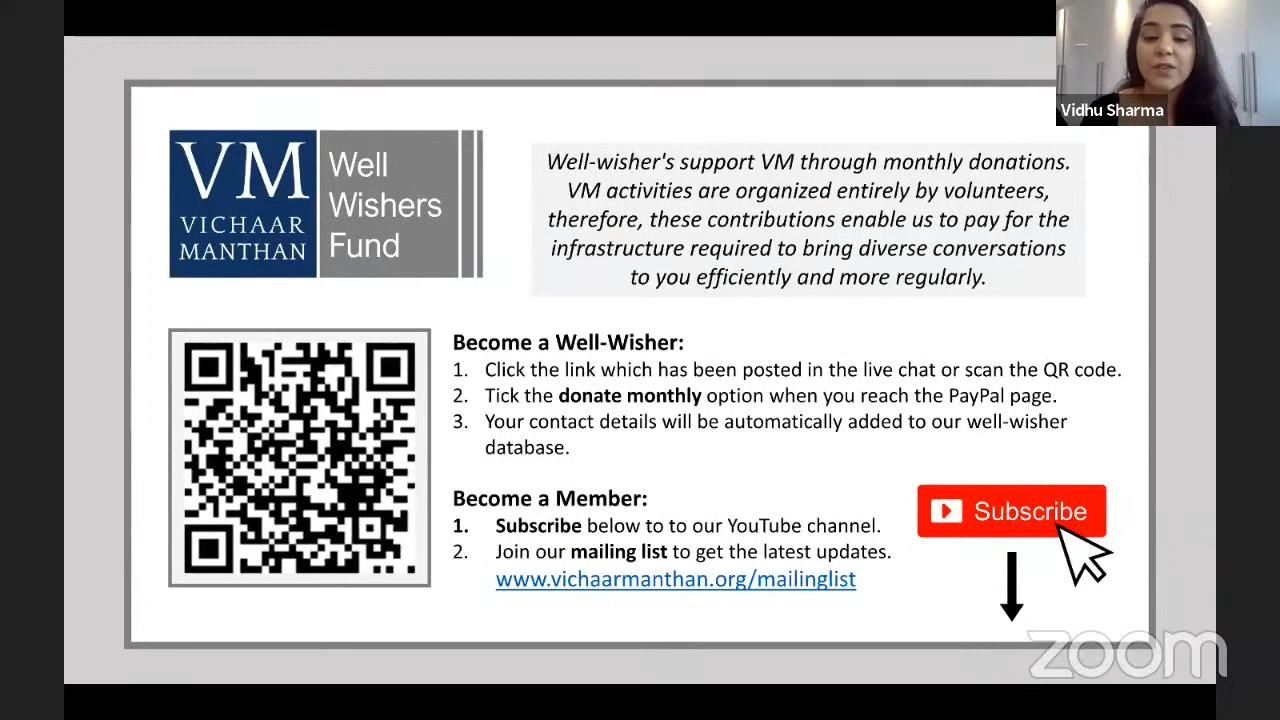 Vidhu Sharma
VM
VICHAAR
MANTHAN
Well
Wishers
Fund
Well-wisher's support VM through monthly donations.
VM activities are organized entirely by volunteers,
therefore, these contributions enable us to pay for the
infrastructure required to bring diverse conversations
to you efficiently and more regularly.
Become a Well-Wisher:
1. Click the link which has been posted in the live chat or scan the QR code.
2. Tick the donate monthly option when you reach the PayPal page.
3. Your contact details will be automatically added to our well-wisher
database.
Become a Member:
1. Subscribe below to to our YouTube channel.
2. Join our mailing list to get the latest updates.
www.vichaarmanthan.org/mailinglist
Subscribe
zoom